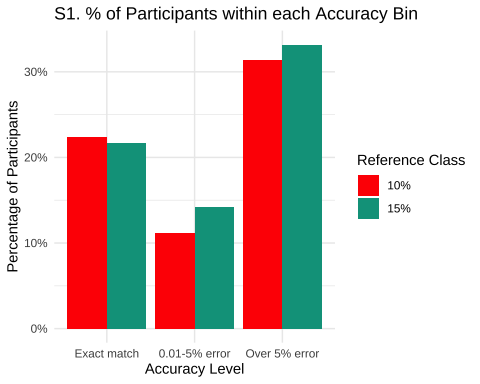 S1. % of Participants within each Accuracy Bin
Percentage of Participants
30%
20%
10%
0%
Exact match
0.01-5% error
Over 5% error
Accuracy Level
Reference Class
10%
15%